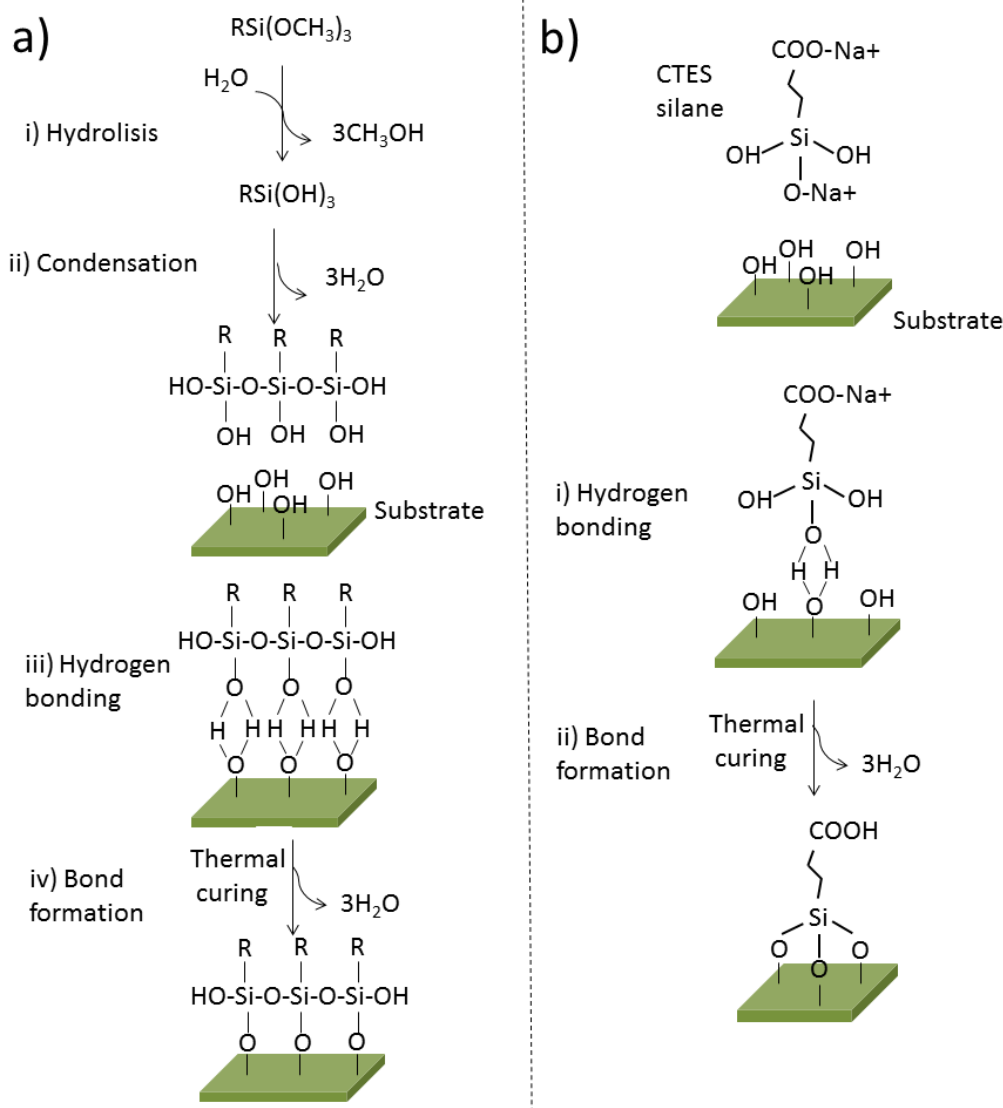 a)
RSi(OCH₃)₃
H₂O
i) Hydrolisis
3CH₃OH
RSi(OH)₃
ii) Condensation
3H₂O
R R R
HO-Si-O-Si-O-Si-OH
OH OH OH
OH OH OH OH
Substrate
R R R
HO-Si-O-Si-O-Si-OH
iii) Hydrogen
bonding
O O O
H H H H H H
O O O
iv) Bond
formation
Thermal
curing
3H₂O
R R R
HO-Si-O-Si-O-Si-OH
O O O
b)
CTES
silane
COO-Na+
Si
OH OH
O-Na+
OH OH OH OH
Substrate
COO-Na+
i) Hydrogen
bonding
Si
OH OH
O
H H
OH O OH
ii) Bond
formation
Thermal
curing
3H₂O
COOH
Si
O O O